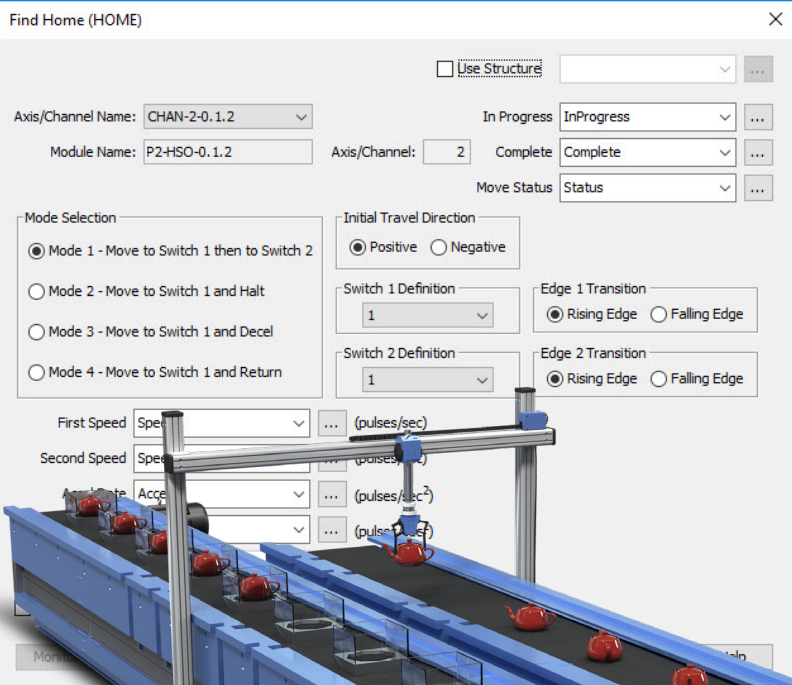 Find Home (HOME)
Use Structure
...
Axis/Channel Name: CHAN-2-0.1.2
In Progress InProgress ...
Module Name: P2-HSO-0.1.2 Axis/Channel: 2 Complete Complete ...
Move Status Status ...
Mode Selection
Mode 1 - Move to Switch 1 then to Switch 2
Mode 2 - Move to Switch 1 and Halt
Mode 3 - Move to Switch 1 and Decel
Mode 4 - Move to Switch 1 and Return
Initial Travel Direction
Positive Negative
Switch 1 Definition
1
Edge 1 Transition
Rising Edge Falling Edge
Switch 2 Definition
1
Edge 2 Transition
Rising Edge Falling Edge
First Speed ... (pulses/sec)
Second Speed ...
...
...